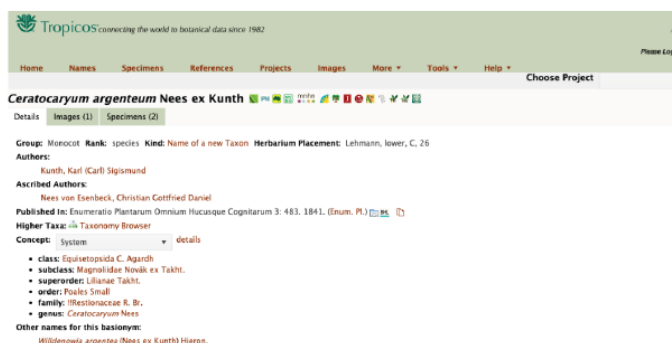 Tropicos connecting the world to botanical data since 1982
Please Log
Home Names Specimens References Projects Images More Tools Help
Choose Project
Ceratocaryum argenteum Nees ex Kunth
Details Images (1) Specimens (2)
Group: Monocot Rank: species Kind: Name of a new Taxon Herbarium Placement: Lehmann, lower, C, 26
Authors:
Kunth, Karl (Carl) Sigismund
Ascribed Authors:
Nees von Esenbeck, Christian Gottfried Daniel
Published In: Enumeratio Plantarum Omnium Hucusque Cognitarum 3: 483. 1841. (Enum. Pl.) BHL
Higher Taxa: Taxonomy Browser
Concept: System details
• class: Equisetopsida C. Agardh
• subclass: Magnoliidae Novák ex Takht.
• superorder: Lilianae Takht.
• order: Poales Small
• family: !!Restionaceae R. Br.
• genus: Ceratocaryum Nees
Other names for this basionym:
Willdenowia argentea (Nees ex Kunth) Hieron.